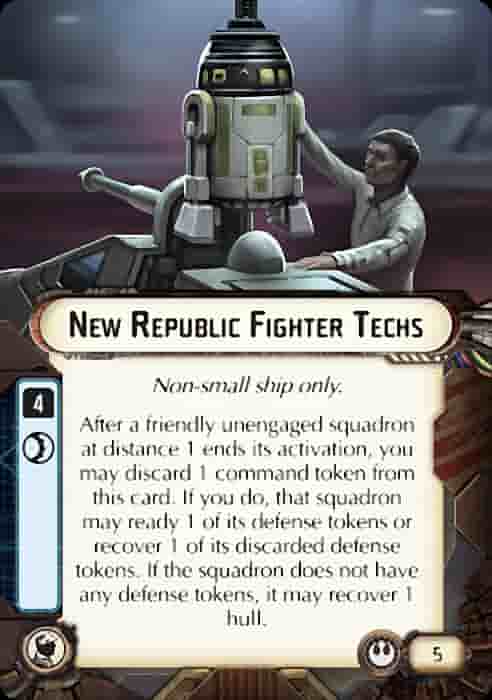 New Republic Fighter Techs
Non-small ship only.
4
After a friendly unengaged squadron
at distance 1 ends its activation, you
may discard 1 command token from
this card. If you do, that squadron
may ready 1 of its defense tokens or
recover 1 of its discarded defense
tokens. If the squadron does not have
any defense tokens, it may recover 1
hull.
5